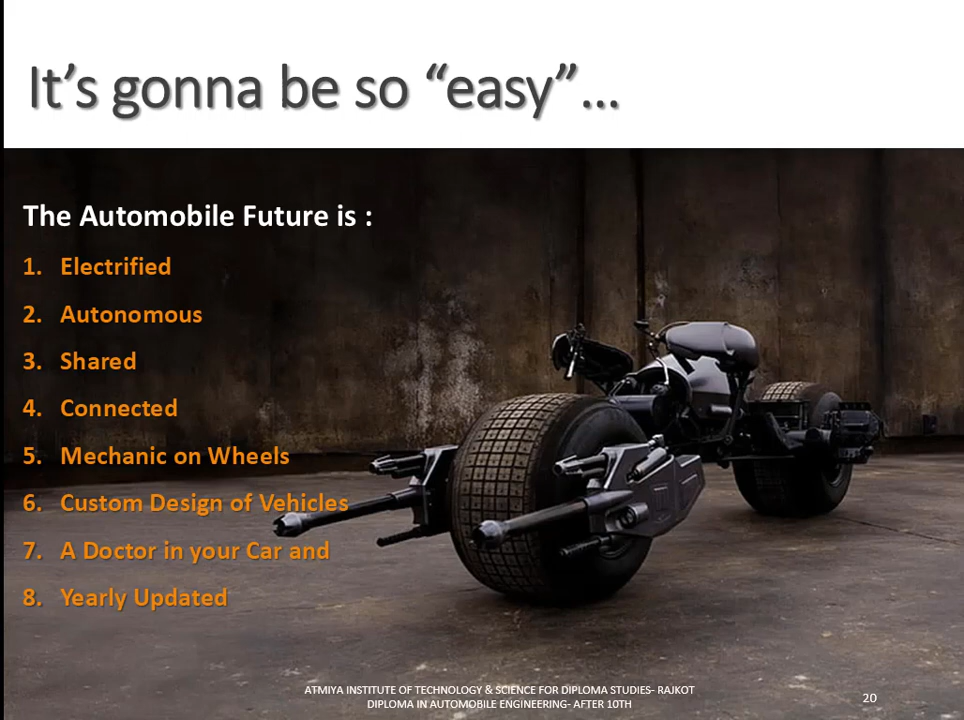 It’s gonna be so “easy”...
The Automobile Future is :
1. Electrified
2. Autonomous
3. Shared
4. Connected
5. Mechanic on Wheels
6. Custom Design of Vehicles
7. A Doctor in your Car and
8. Yearly Updated
ATMIYA INSTITUTE OF TECHNOLOGY & SCIENCE FOR DIPLOMA STUDIES- RAJKOT
DIPLOMA IN AUTOMOBILE ENGINEERING- AFTER 10TH
20